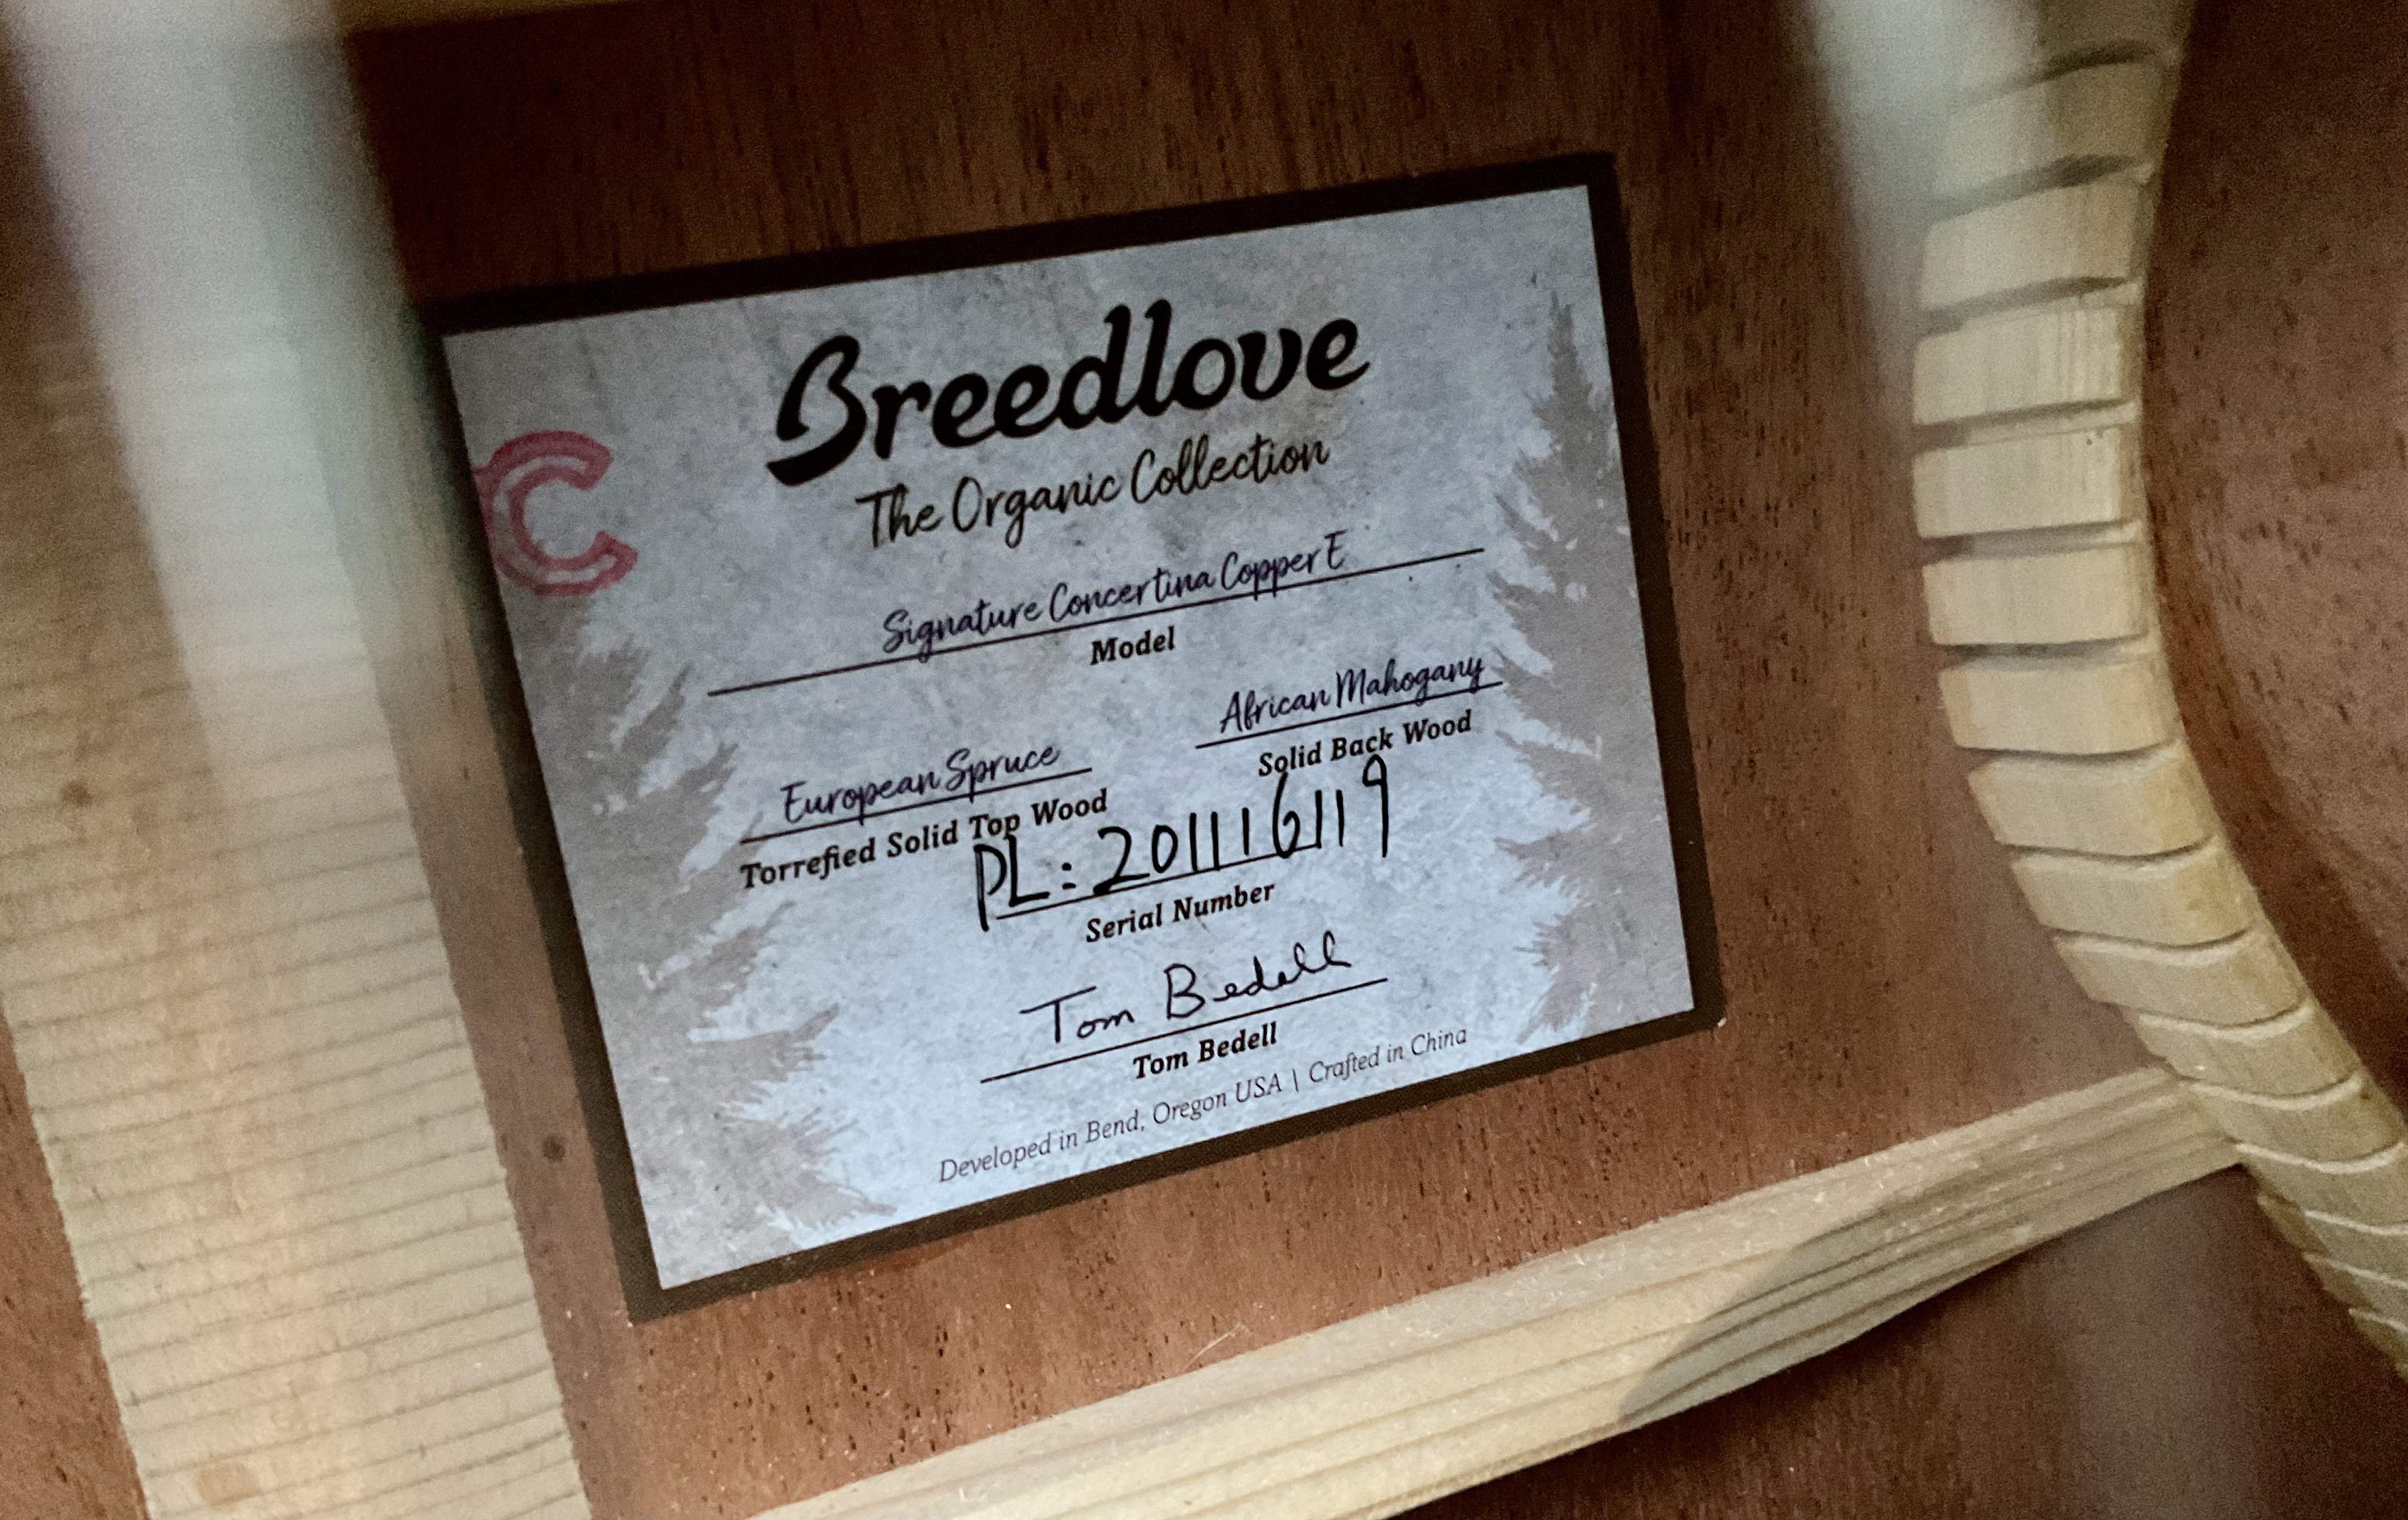 Breedlove
The Organic Collection
C
Signature Concertina Copper E
Model
European Spruce
Torrefied Solid Top Wood
African Mahogany
Solid Back Wood
PL: 201116119
Serial Number
Tom Bedell
Tom Bedell
Developed in Bend, Oregon USA | Crafted in China